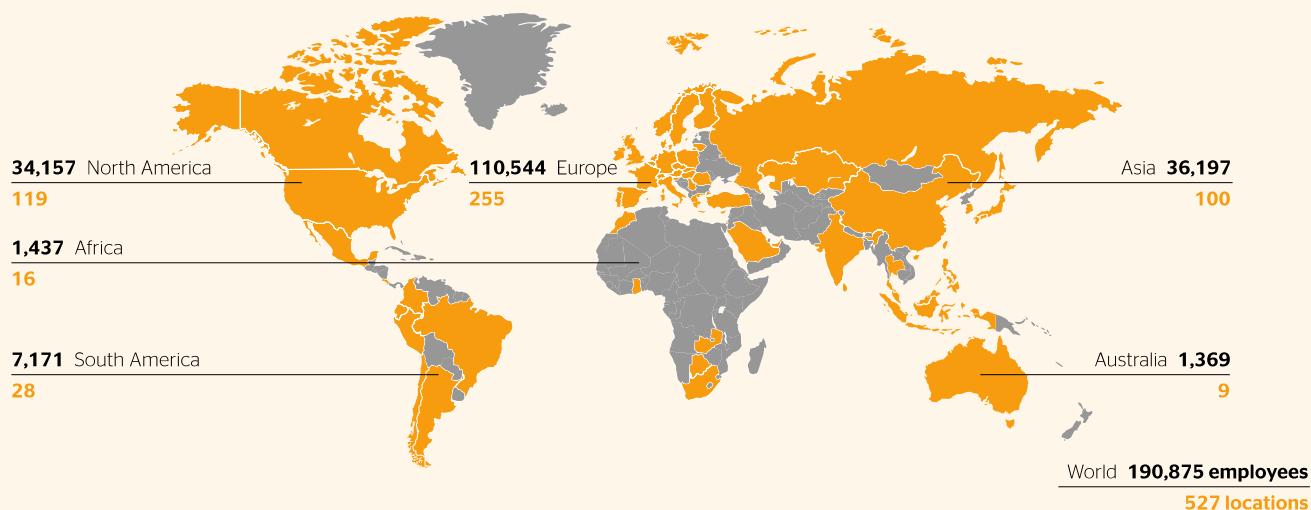 34,157 North America
119
110,544 Europe
255
Asia 36,197
100
1,437 Africa
16
7,171 South America
28
Australia 1,369
9
World 190,875 employees
527 locations